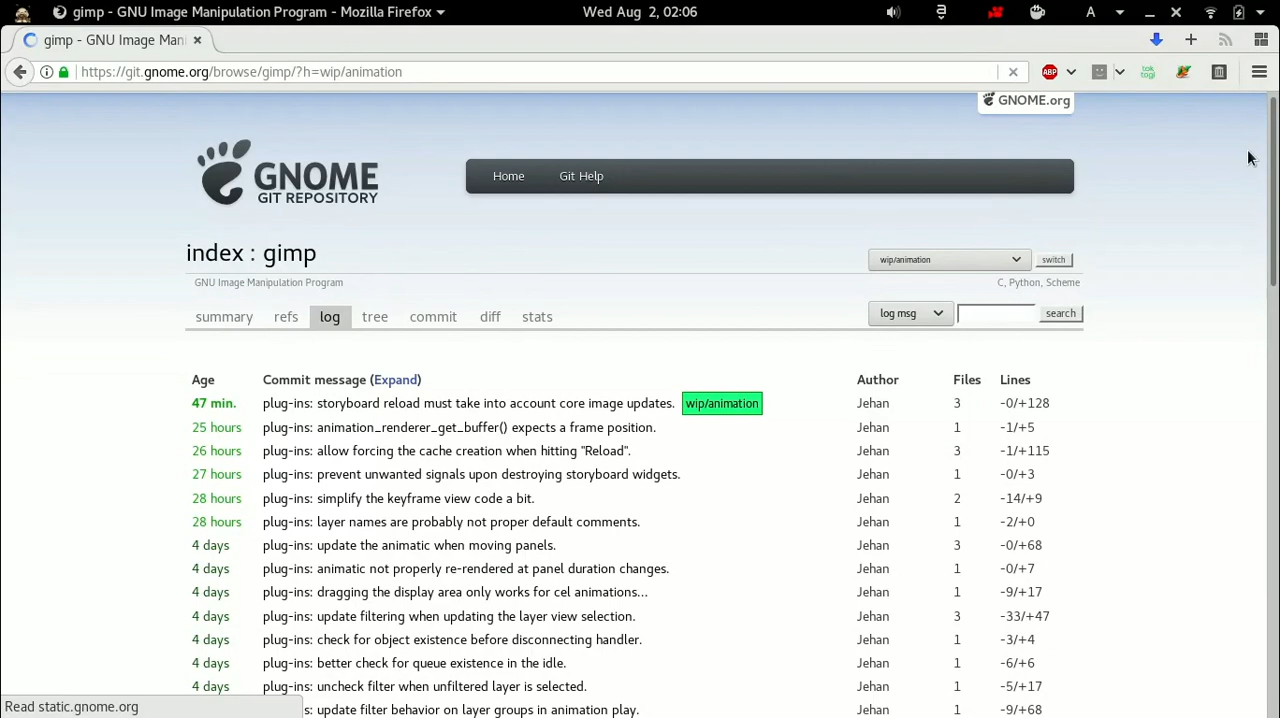 gimp - GNU Image Manipulation Program - Mozilla Firefox
Wed Aug 2, 02:06
A
gimp - GNU Image Man
https://git.gnome.org/browse/gimp/?h=wip/animation
ABP
tok
togi
GNOME.org
GNOME
GIT REPOSITORY
Home
Git Help
index : gimp
wip/animation
switch
GNU Image Manipulation Program
C, Python, Scheme
summary refs log tree commit diff stats
log msg
search
Age Commit message (Expand) Author Files Lines
47 min. plug-ins: storyboard reload must take into account core image updates. wip/animation Jehan 3 -0/+128
25 hours plug-ins: animation_renderer_get_buffer() expects a frame position. Jehan 1 -1/+5
26 hours plug-ins: allow forcing the cache creation when hitting "Reload". Jehan 3 -1/+115
27 hours plug-ins: prevent unwanted signals upon destroying storyboard widgets. Jehan 1 -0/+3
28 hours plug-ins: simplify the keyframe view code a bit. Jehan 2 -14/+9
28 hours plug-ins: layer names are probably not proper default comments. Jehan 1 -2/+0
4 days plug-ins: update the animatic when moving panels. Jehan 3 -0/+68
4 days plug-ins: animatic not properly re-rendered at panel duration changes. Jehan 1 -0/+7
4 days plug-ins: dragging the display area only works for cel animations... Jehan 1 -9/+17
4 days plug-ins: update filtering when updating the layer view selection. Jehan 3 -33/+47
4 days plug-ins: check for object existence before disconnecting handler. Jehan 1 -3/+4
4 days plug-ins: better check for queue existence in the idle. Jehan 1 -6/+6
4 days plug-ins: uncheck filter when unfiltered layer is selected. Jehan 1 -5/+17
ns: update filter behavior on layer groups in animation play. Jehan 1 -9/+68
Read static.gnome.org